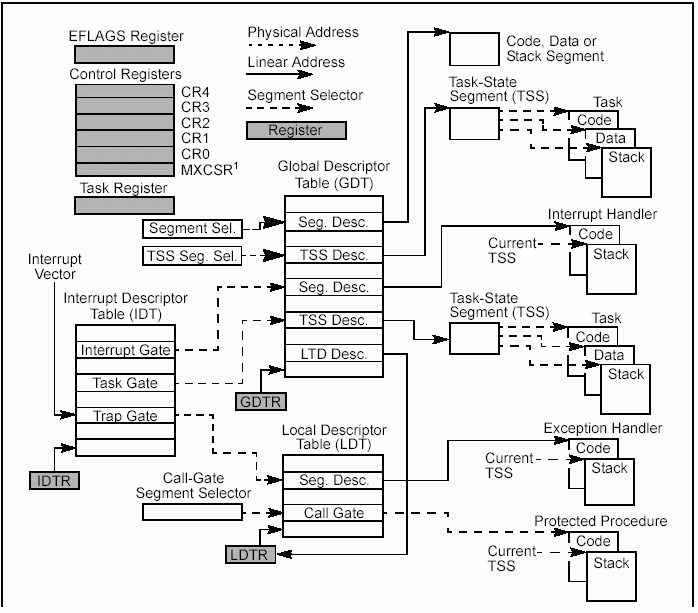 EFLAGS Register
Control Registers
CR4
CR3
CR2
CR1
CR0
MXCSR1
Task Register
Physical Address
Linear Address
Segment Selector
Register
Code, Data or
Stack Segment
Task-State
Segment (TSS)
Task
Code
Data
Stack
Global Descriptor
Table (GDT)
Segment Sel.
Seg. Desc.
TSS Seg. Sel.
TSS Desc.
Seg. Desc.
TSS Desc.
LTD Desc.
GDTR
Interrupt Handler
Code
Current
TSS
Stack
Interrupt
Vector
Interrupt Descriptor
Table (IDT)
Interrupt Gate
Task Gate
Trap Gate
IDTR
Task-State
Segment (TSS)
Task
Code
Data
Stack
Local Descriptor
Table (LDT)
Seg. Desc.
Call-Gate
Segment Selector
Call Gate
LDTR
Exception Handler
Code
Current
TSS
Stack
Protected Procedure
Code
Current
TSS
Stack